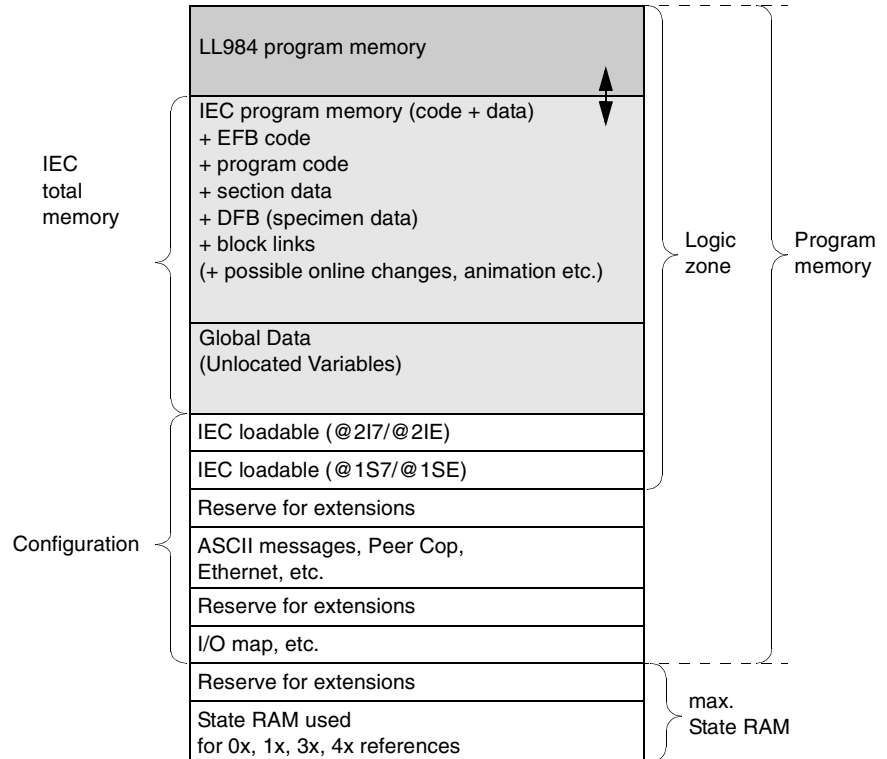 LL984 program memory
IEC program memory (code + data)
+ EFB code
+ program code
+ section data
+ DFB (specimen data)
+ block links
(+ possible online changes, animation etc.)
Global Data
(Unlocated Variables)
IEC loadable (@2I7/@2IE)
IEC loadable (@1S7/@1SE)
Reserve for extensions
ASCII messages, Peer Cop,
Ethernet, etc.
Reserve for extensions
I/O map, etc.
Reserve for extensions
State RAM used
for 0x, 1x, 3x, 4x references
IEC
total
memory
Configuration
Logic
zone
Program
memory
max.
State RAM